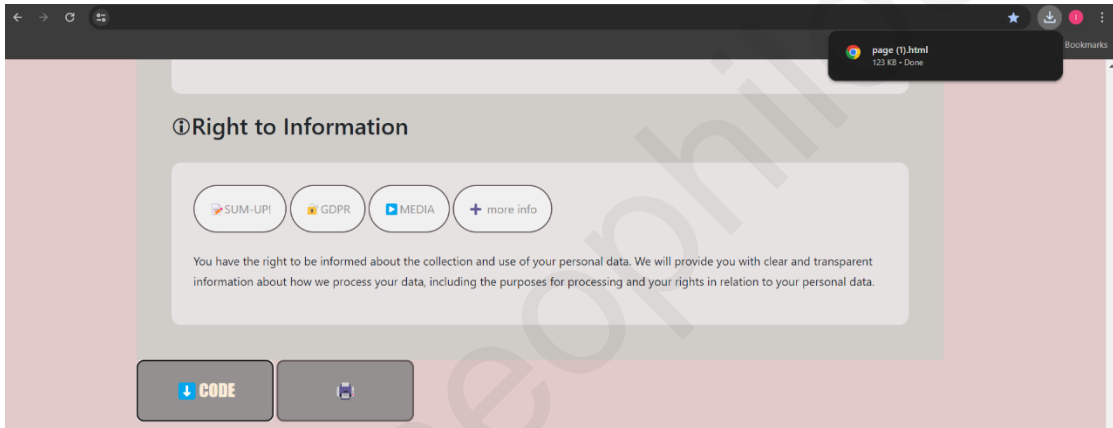 page (1).html
123 KB • Done
Bookmarks
Right to Information
SUM-UP!
GDPR
MEDIA
more info
You have the right to be informed about the collection and use of your personal data. We will provide you with clear and transparent
information about how we process your data, including the purposes for processing and your rights in relation to your personal data.
CODE